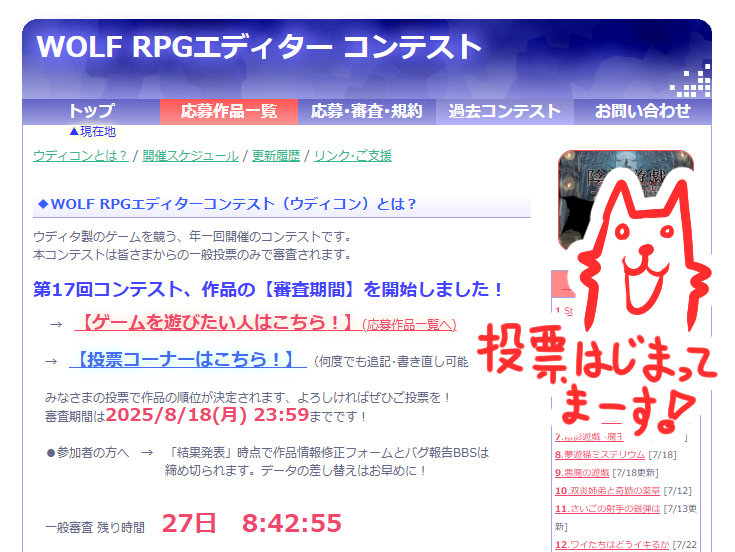 WOLF RPGエディター コンテスト
トップ
応募作品一覧
応募・審査・規約
過去コンテスト
お問い合わせ
▲現在地
ウディコンとは？ / 開催スケジュール / 更新履歴 / リンク・ご支援
◆WOLF RPGエディターコンテスト（ウディコン）とは？
ウディタ製のゲームを競う、年一回開催のコンテストです。
本コンテストは皆さまからの一般投票のみで審査されます。
第17回コンテスト、作品の【審査期間】を開始しました！
→ 【ゲームを遊びたい人はこちら！】(応募作品一覧へ)
→ 【投票コーナーはこちら！】 （何度でも追記・書き直し可能
みなさまの投票で作品の順位が決定されます、よろしければぜひご投票を！
審査期間は2025/8/18(月) 23:59までです！
●参加者の方へ → 「結果発表」時点で作品情報修正フォームとバグ報告BBSは
締め切られます。データの差し替えはお早めに！
一般審査 残り時間 27日 8:42:55
投票はじまって
まーす!
8.夢遊猫ミステリウム [7/18]
9.悪魔の遊戯 [7/18更新]
10.双炎姉弟と奇蹟の薬草 [7/12]
11.さいごの射手の銀弾は [7/13更
新]
12.ワイたちはどうイキるか [7/22